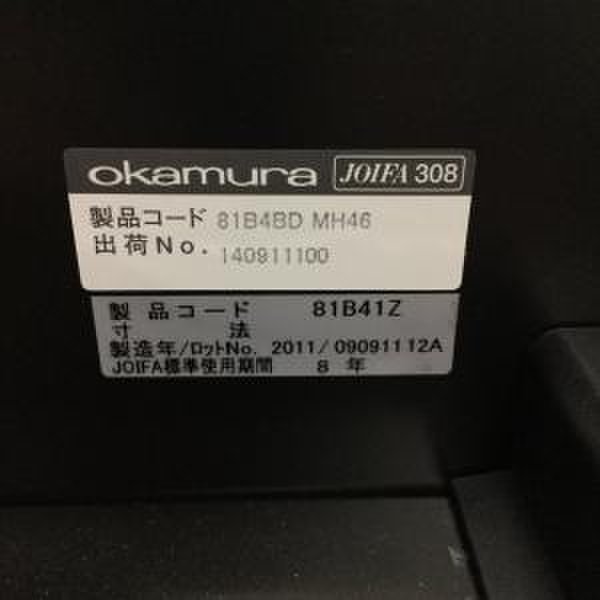 okamura JOIFA 308
製品コード 81B4BD MH46
出荷No. 140911100
製品コード 81B41Z
寸法
製造年/ロットNo. 2011/09091112A
JOIFA標準使用期間 8年